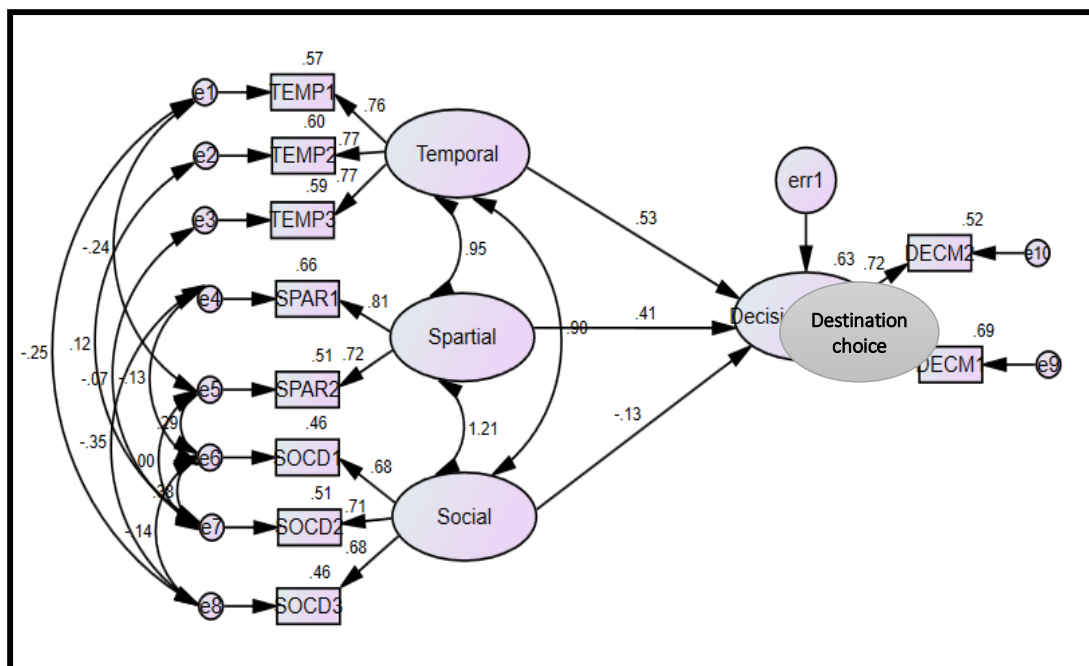 .57
e1
TEMP1
.76
.60
e2
TEMP2
.77
Temporal
.59
.77
e3
TEMP3
err1
-.24
.53
.52
.95
.63
.72
DECM2
e10
.66
e4
SPAR1
.81
.90
Spartial
.41
Decisi
Destination
choice
.69
DECM1
e9
-.25
.12
-.07
-.13
.51
.72
e5
SPAR2
.29
.46
1.21
-.13
-.35
e6
SOCD1
.68
.00
.51
e7
SOCD2
.71
Social
-.14
.46
.68
e8
SOCD3